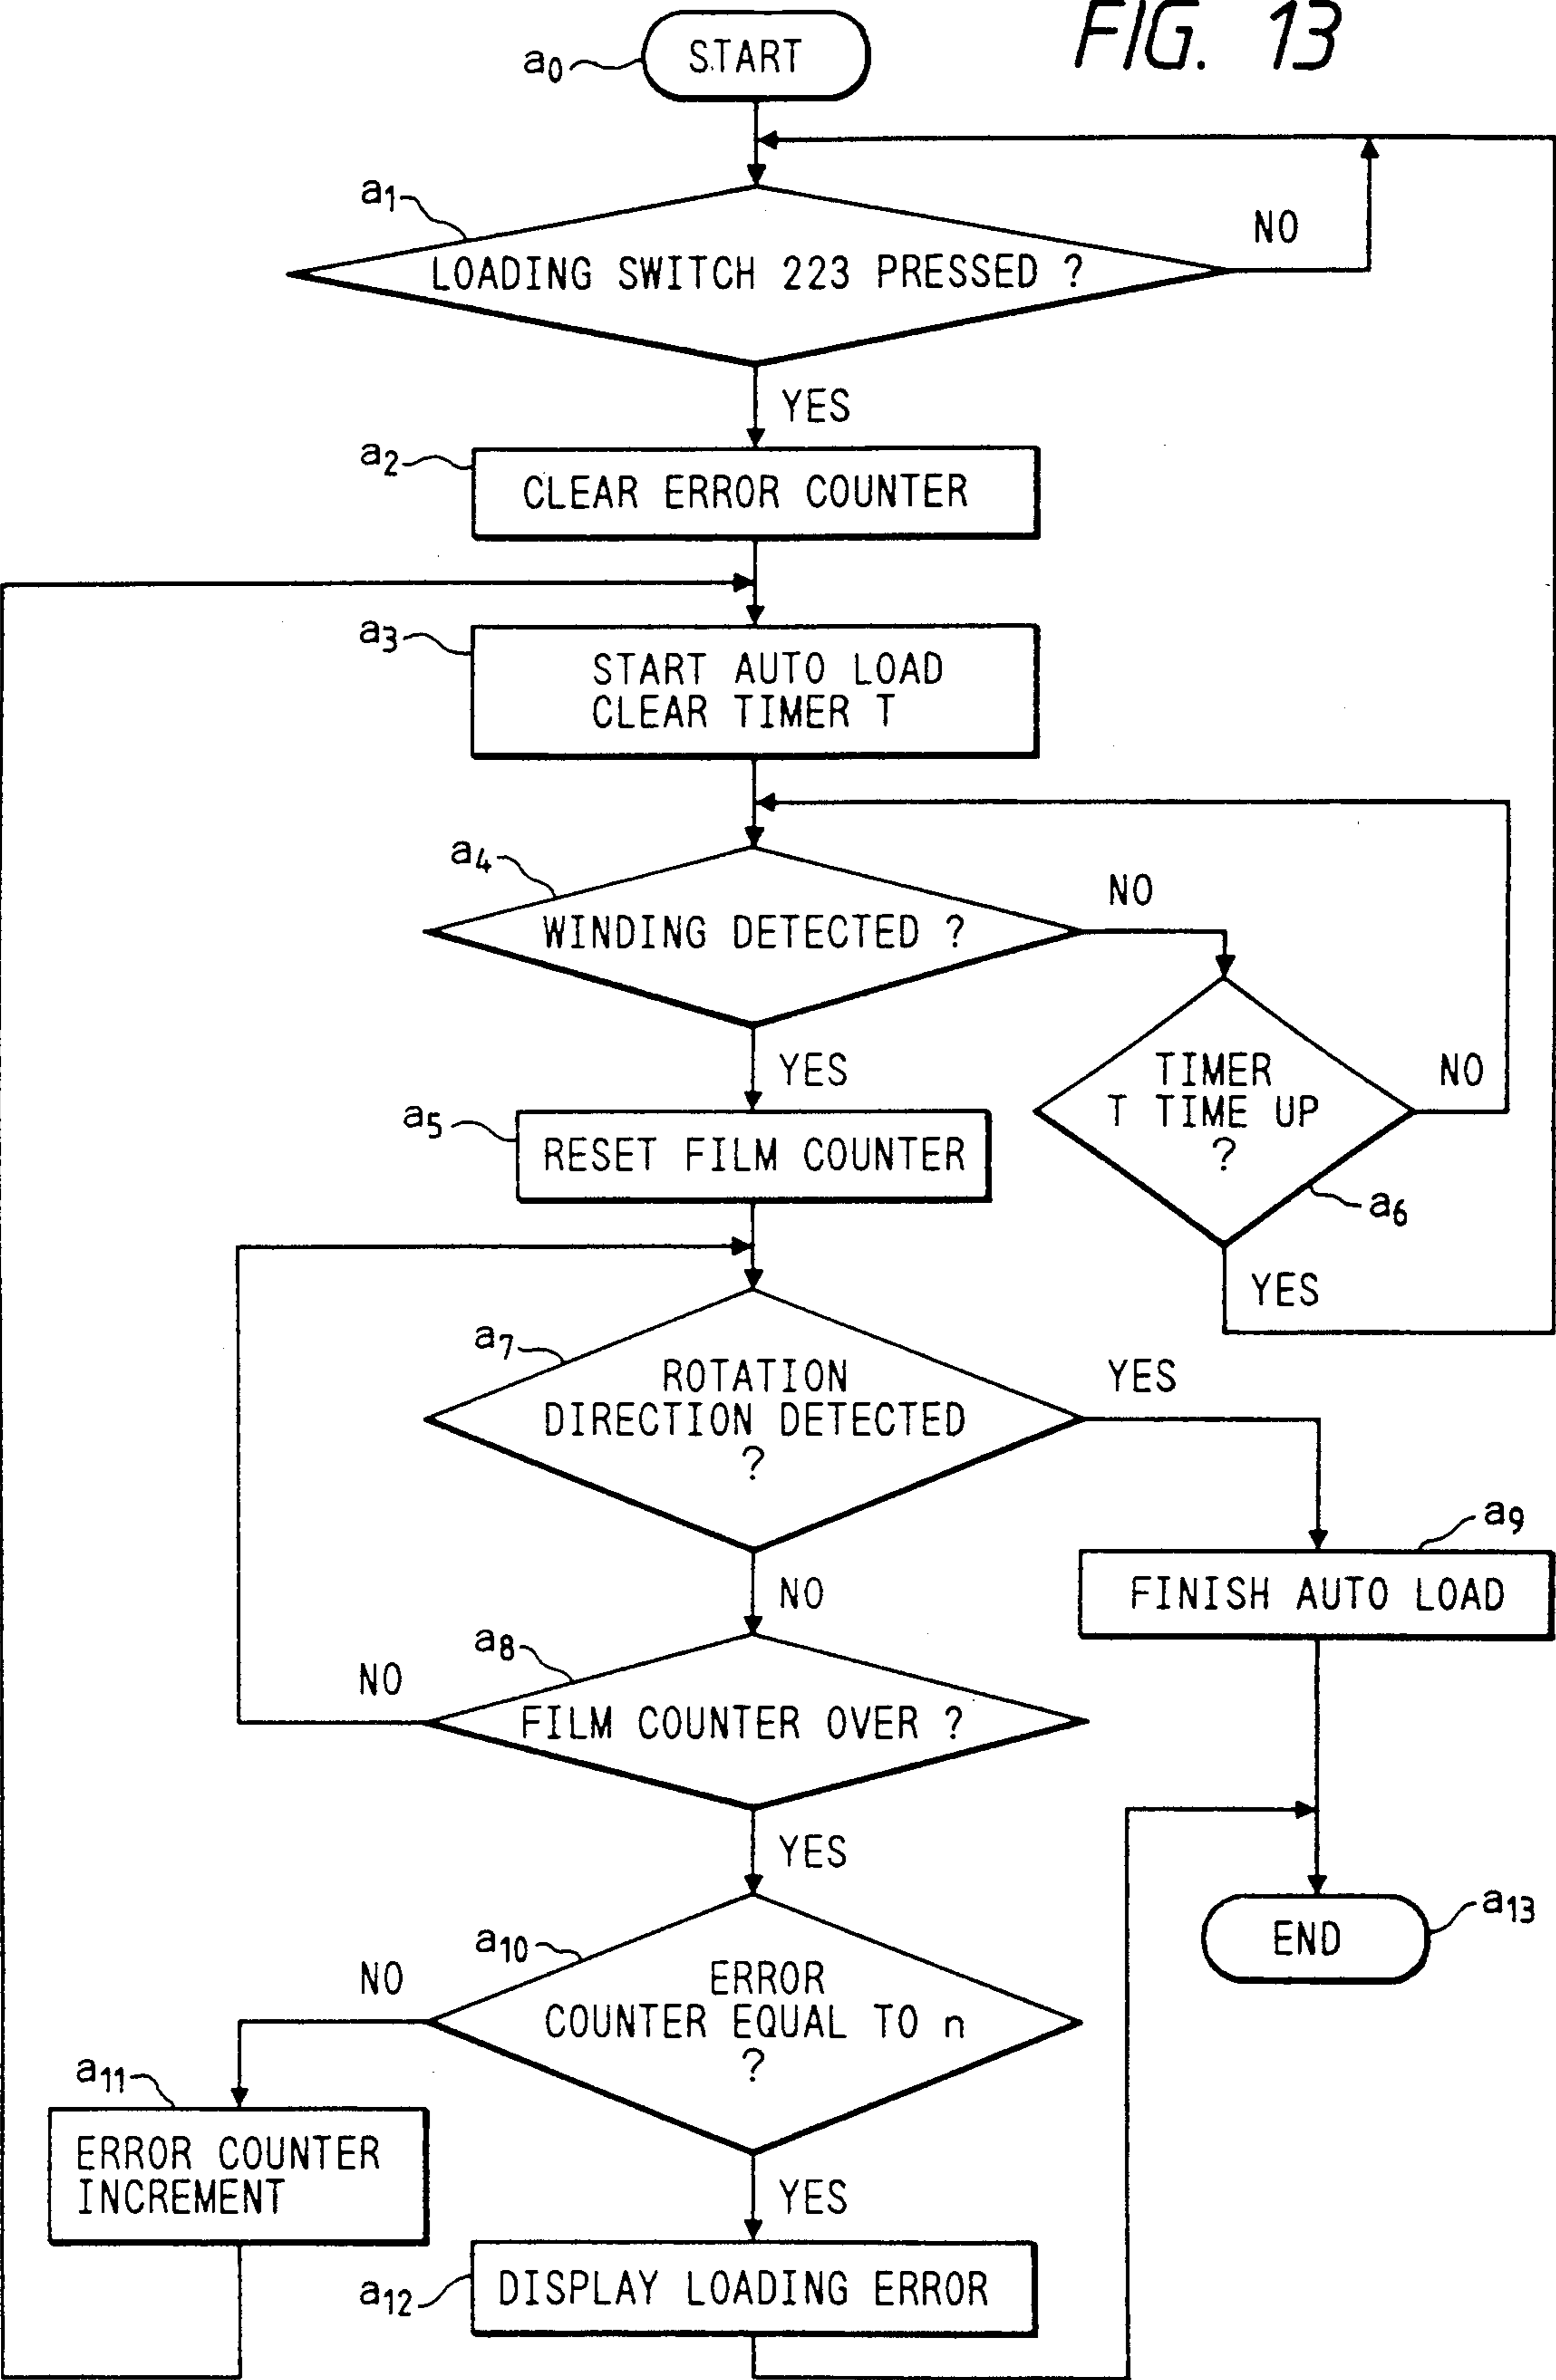 FIG. 13
a0
START
a1
LOADING SWITCH 223 PRESSED ?
NO
YES
a2
CLEAR ERROR COUNTER
a3
START AUTO LOAD
CLEAR TIMER T
a4
WINDING DETECTED ?
NO
YES
TIMER
T TIME UP
?
NO
a6
YES
a5
RESET FILM COUNTER
a7
ROTATION
DIRECTION DETECTED
?
YES
NO
a9
FINISH AUTO LOAD
a8
FILM COUNTER OVER ?
NO
YES
a13
END
a10
ERROR
COUNTER EQUAL TO n
?
NO
a11
ERROR COUNTER
INCREMENT
YES
a12
DISPLAY LOADING ERROR